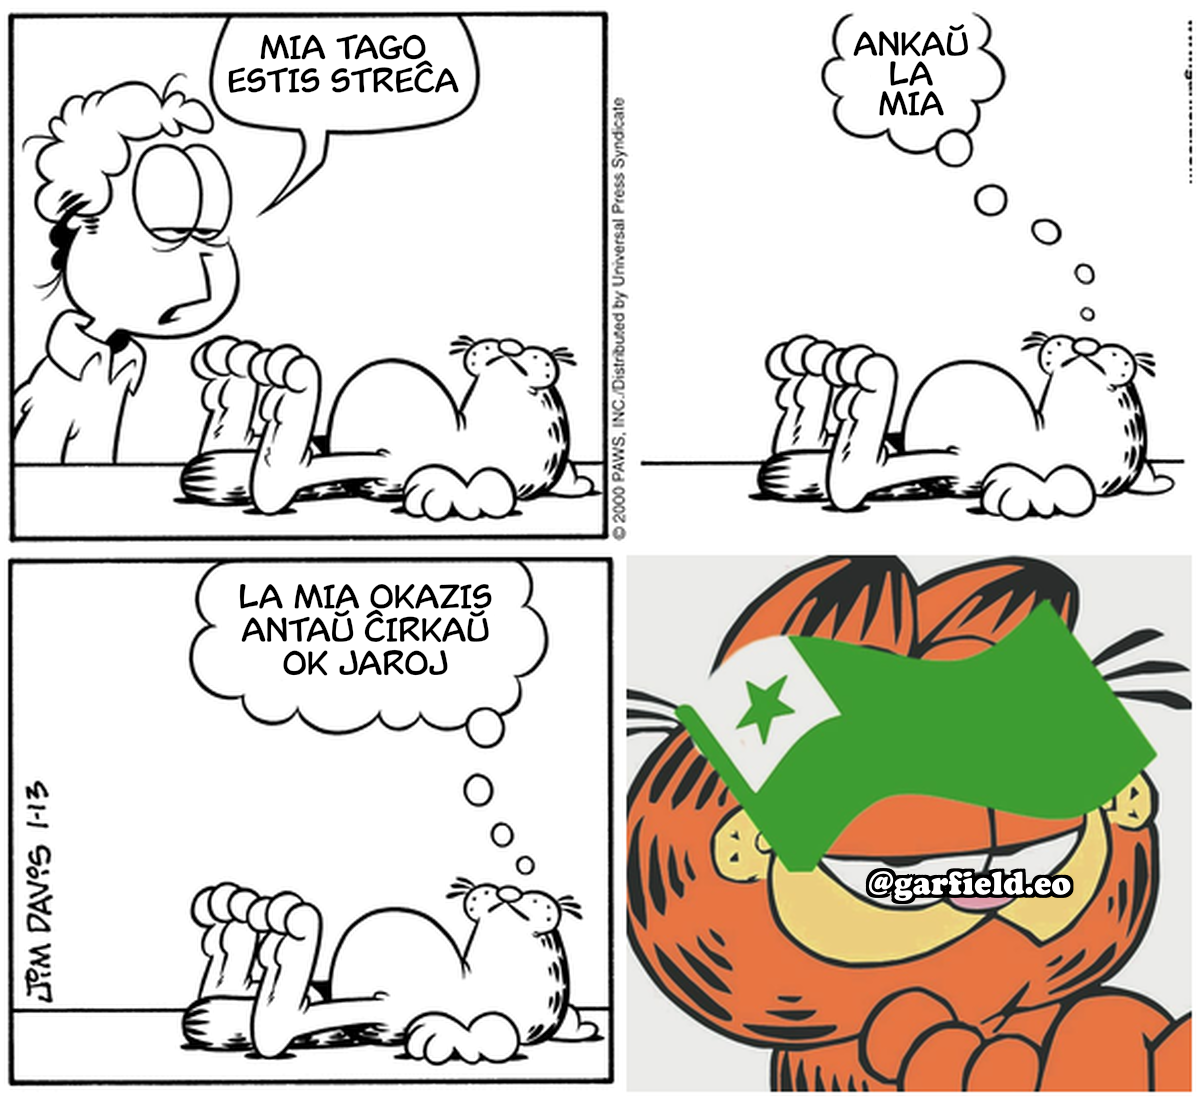 MIA TAGO
ESTIS STREĈA
© 2000 PAWS, INC./Distributed by Universal Press Syndicate
ANKAŬ
LA
MIA
LA MIA OKAZIS
ANTAŬ ĈIRKAŬ
OK JAROJ
JIM DAVIS 1-13
@garfield.eo